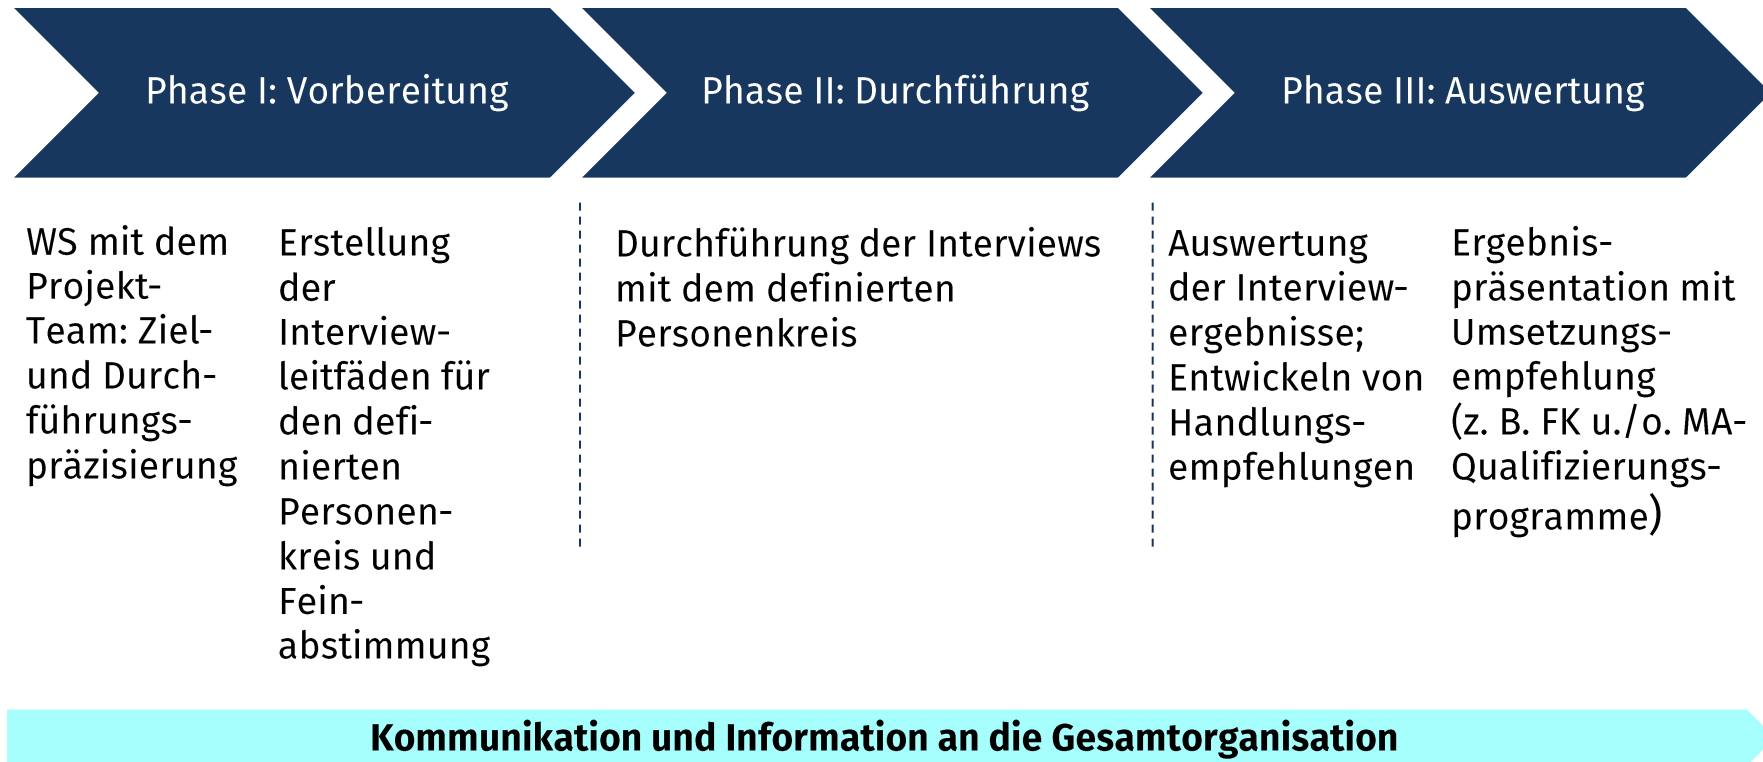 Phase I: Vorbereitung
Phase II: Durchführung
Phase III: Auswertung
WS mit dem
Projekt-
Team: Ziel-
und Durch-
führungs-
präzisierung
Erstellung
der
Interview-
leitfäden für
den defi-
nierten
Personen-
kreis und
Fein-
abstimmung
Durchführung der Interviews
mit dem definierten
Personenkreis
Auswertung
der Interview-
ergebnisse;
Entwickeln von
Handlungs-
empfehlungen
Ergebnis-
präsentation mit
Umsetzungs-
empfehlung
(z. B. FK u./o. MA-
Qualifizierungs-
programme)
Kommunikation und Information an die Gesamtorganisation